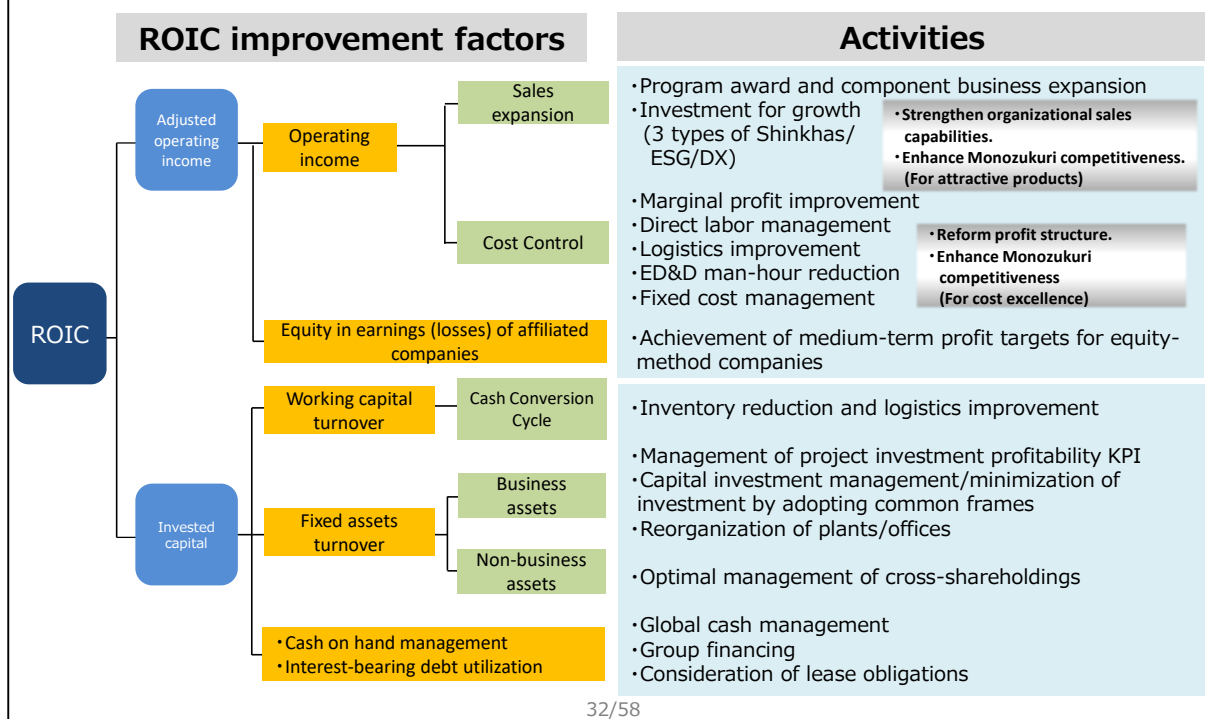 ROIC improvement factors
Activities
ROIC
Adjusted
operating
income
Operating
income
Sales
expansion
Cost Control
Equity in earnings (losses) of affiliated
companies
・Program award and component business expansion
・Investment for growth
(3 types of Shinkhas/
ESG/DX)
・Strengthen organizational sales
capabilities.
・Enhance Monozukuri competitiveness.
(For attractive products)
・Marginal profit improvement
・Direct labor management
・Logistics improvement
・ED&D man-hour reduction
・Fixed cost management
・Reform profit structure.
・Enhance Monozukuri
competitiveness
(For cost excellence)
・Achievement of medium-term profit targets for equity-
method companies
Invested
capital
Working capital
turnover
Cash Conversion
Cycle
Fixed assets
turnover
Business
assets
Non-business
assets
・Cash on hand management
・Interest-bearing debt utilization
・Inventory reduction and logistics improvement
・Management of project investment profitability KPI
・Capital investment management/minimization of
investment by adopting common frames
・Reorganization of plants/offices
・Optimal management of cross-shareholdings
・Global cash management
・Group financing
・Consideration of lease obligations
32/58